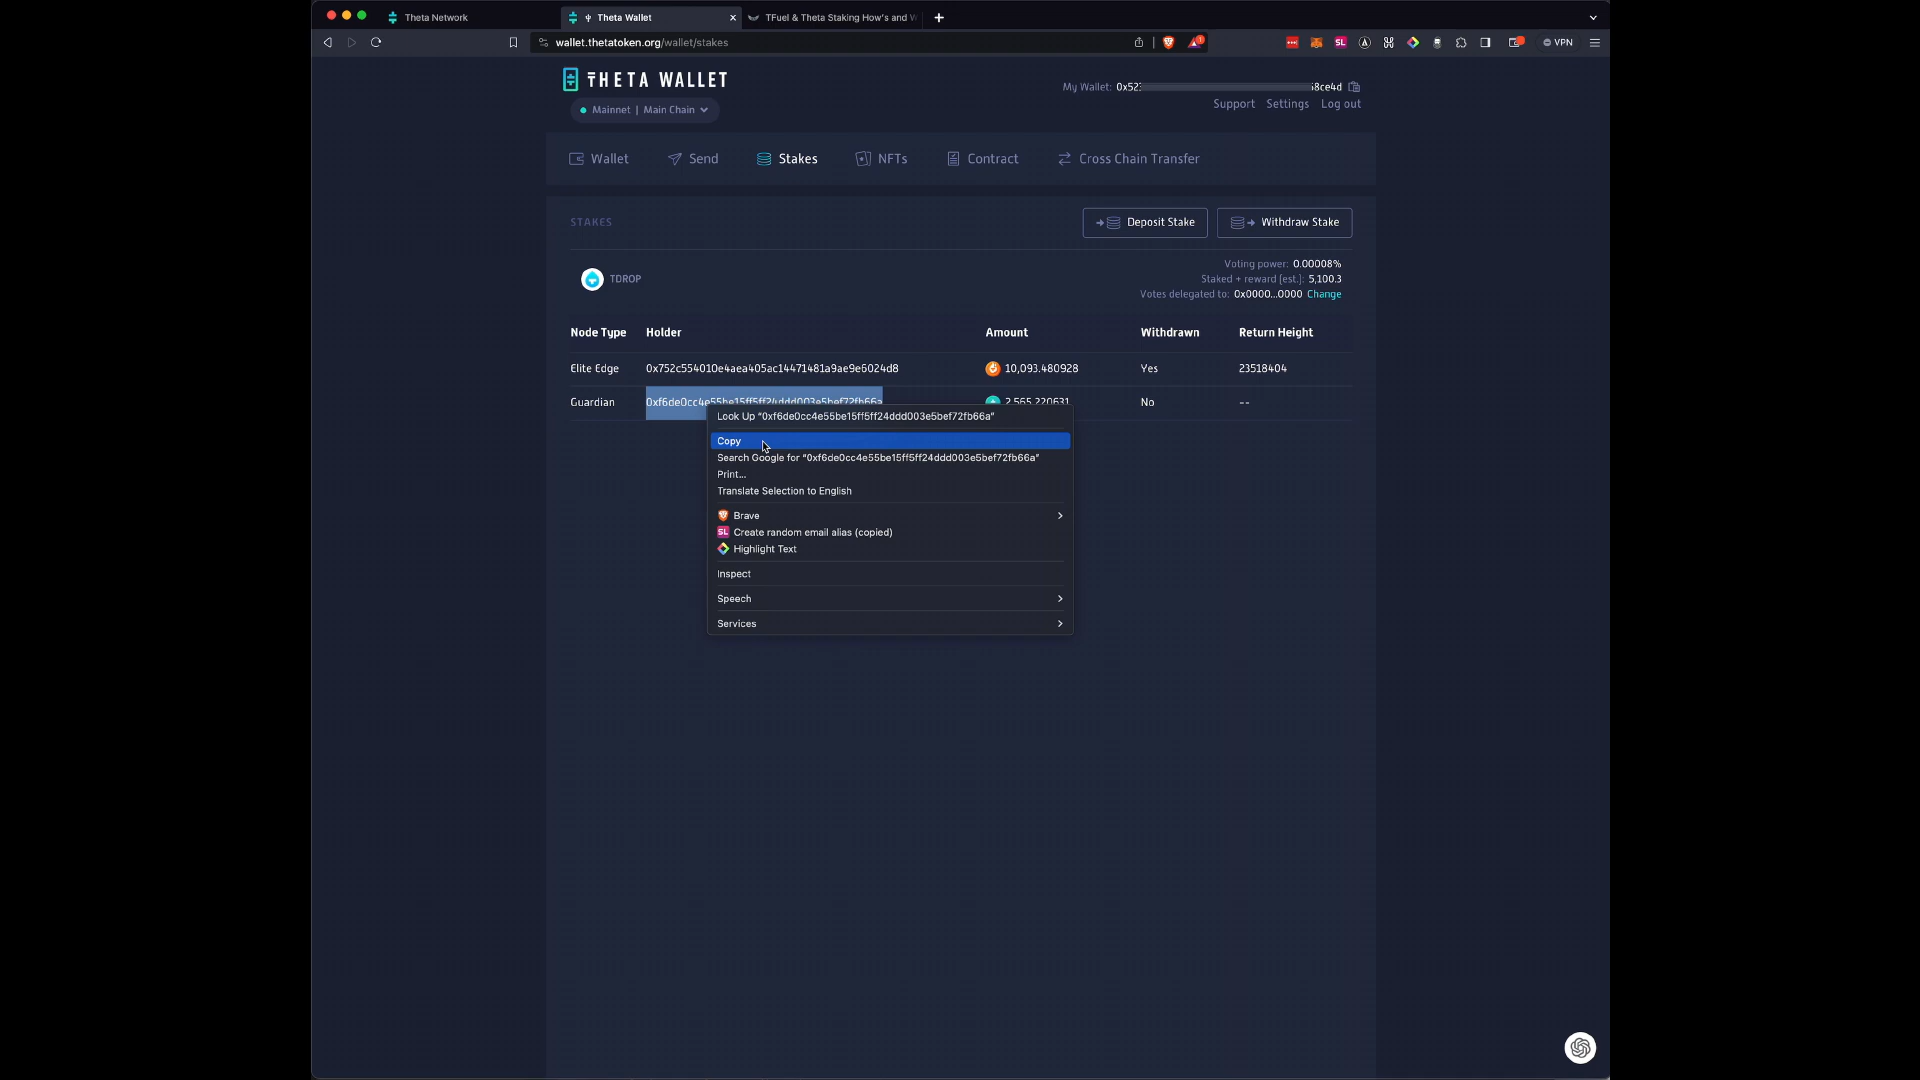 Theta Network
Theta Wallet
TFuel & Theta Staking How's and W
wallet.thetatoken.org/wallet/stakes
VPN
THETA WALLET
My Wallet: 0x52 8ce4d
Mainnet | Main Chain
Support Settings Log out
Wallet Send Stakes NFTs Contract Cross Chain Transfer
STAKES
Deposit Stake
Withdraw Stake
TDROP
Voting power: 0.00008%
Staked + reward [est.]: 5,100.3
Votes delegated to: 0x0000...0000 Change
Node Type Holder Amount Withdrawn Return Height
Elite Edge 0x752c554010e4aea405ac14471481a9ae9e6024d8 10,093.480928 Yes 23518404
Guardian 0xf6de0cc4e55be15ff5ff24ddd003e5bef72fb66a 2,565.220631 No --
Look Up “0xf6de0cc4e55be15ff5ff24ddd003e5bef72fb66a”
Copy
Search Google for “0xf6de0cc4e55be15ff5ff24ddd003e5bef72fb66a”
Print...
Translate Selection to English
Brave
SL Create random email alias (copied)
Highlight Text
Inspect
Speech
Services